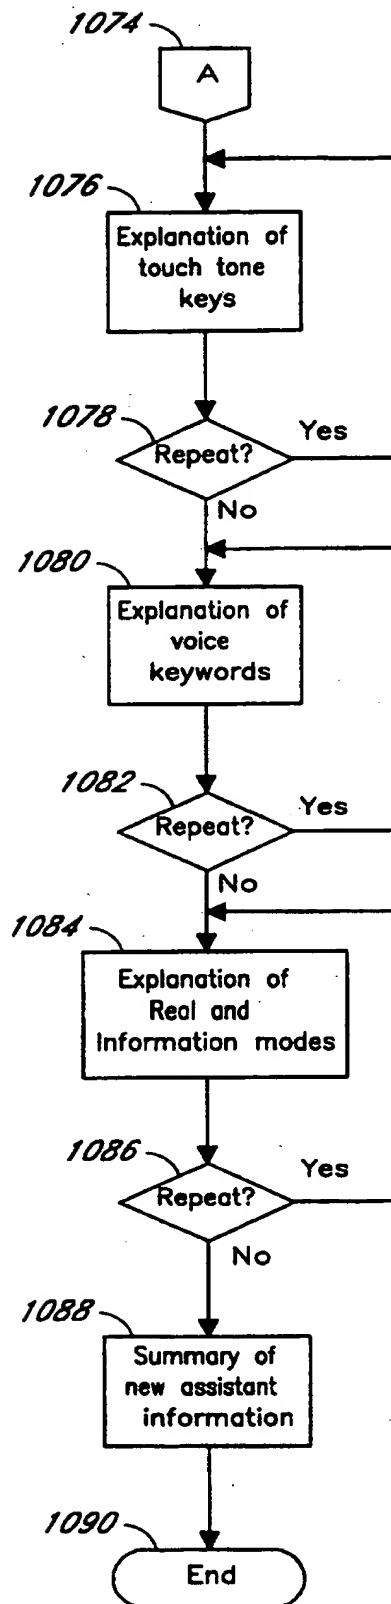 1074
A
1076
Explanation of
touch tone
keys
1078
Repeat?
Yes
No
1080
Explanation of
voice
keywords
1082
Repeat?
Yes
No
1084
Explanation of
Real and
Information modes
1086
Repeat?
Yes
No
1088
Summary of
new assistant
information
1090
End